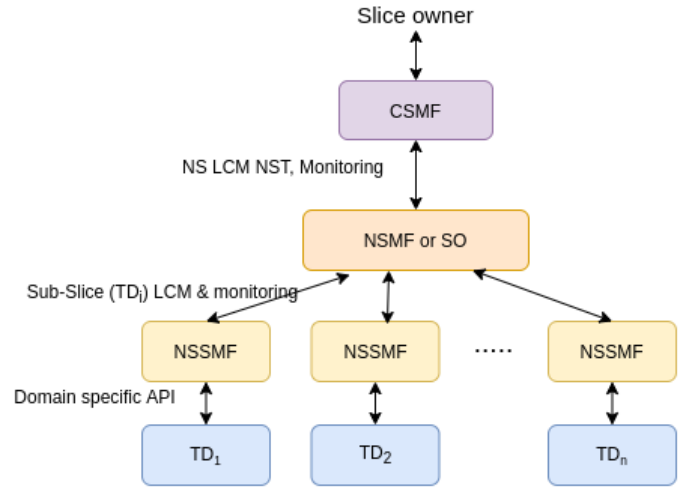 Slice owner
CSMF
NS LCM NST, Monitoring
NSMF or SO
Sub-Slice (TDi) LCM & monitoring
NSSMF NSSMF ..... NSSMF
Domain specific API
TD1 TD2 TDn